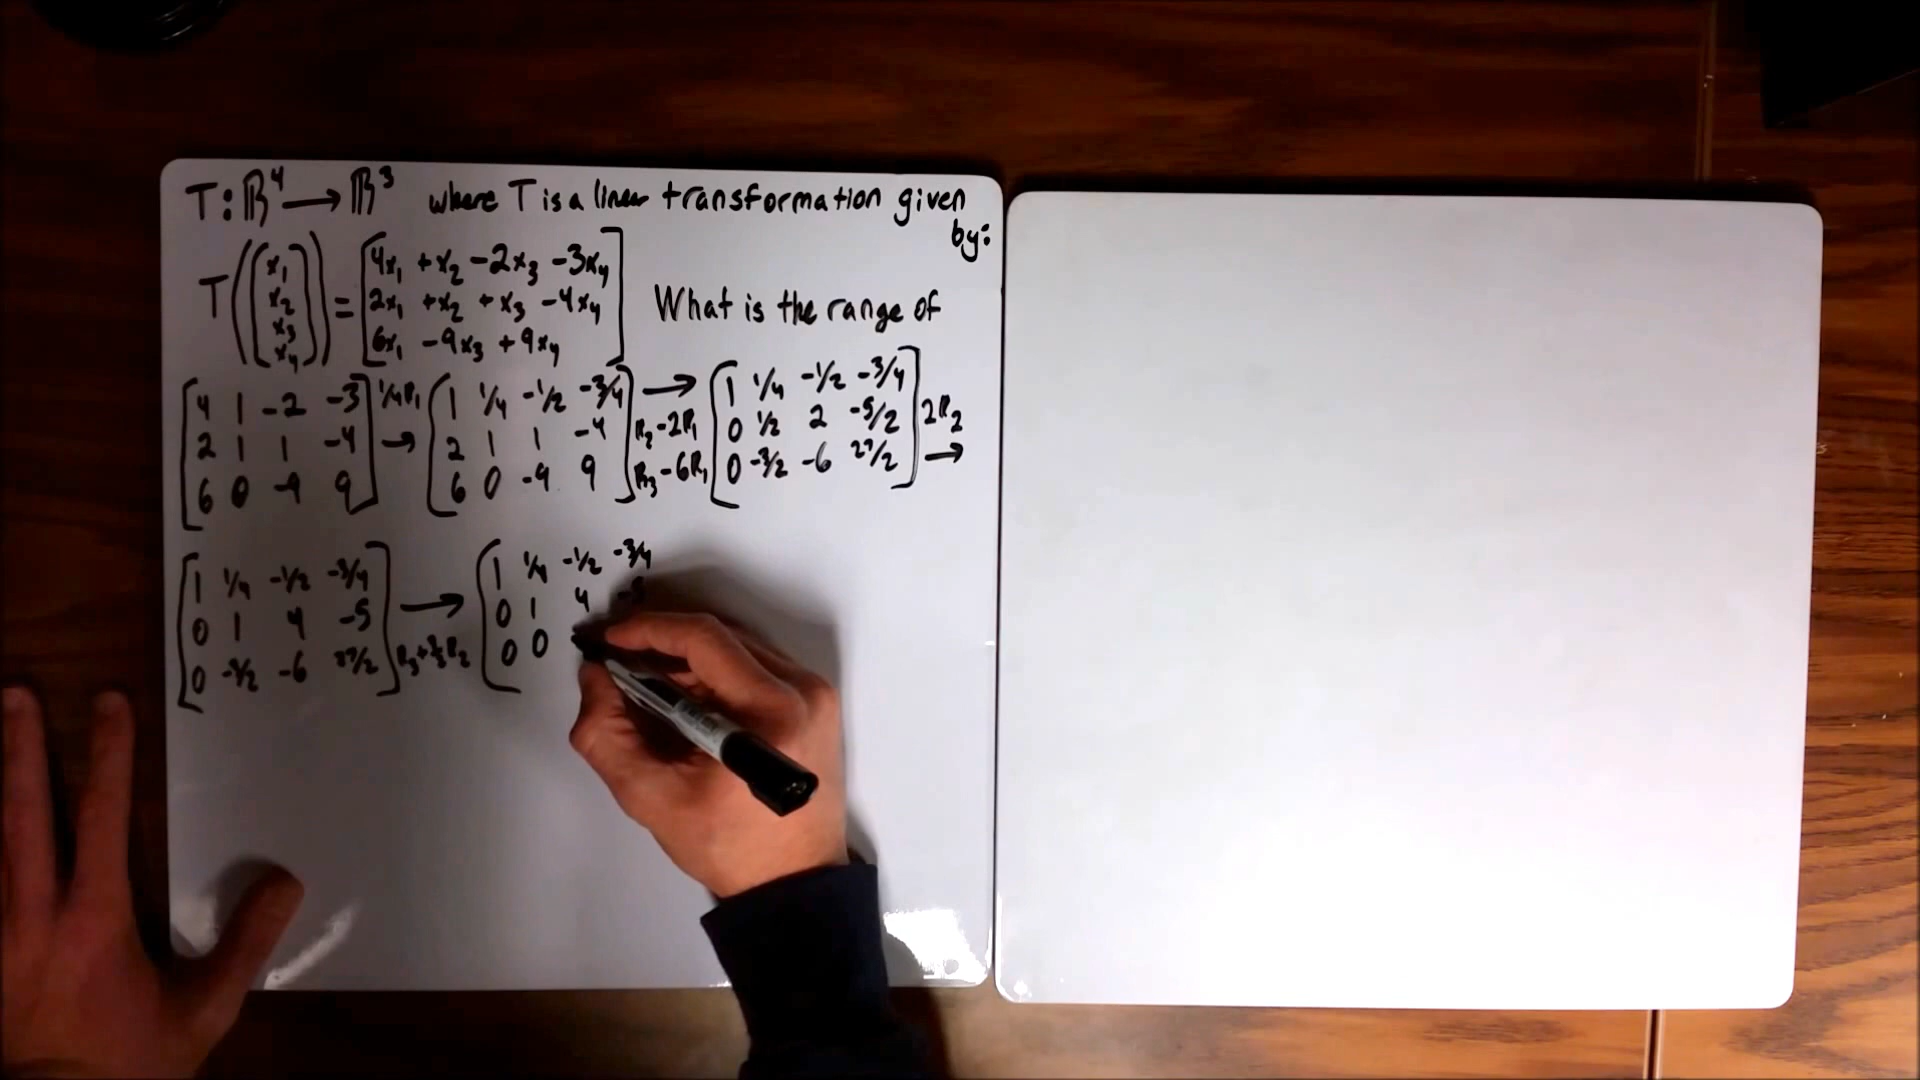 T: ℝ⁴ → ℝ³ where T is a linear transformation given
by:
T([x₁ x₂ x₃ x₄]) = [4x₁ + x₂ - 2x₃ - 3x₄
2x₁ + x₂ + x₃ - 4x₄
6x₁ - 9x₃ + 9x₄]
What is the range of
[4 1 -2 -3] 1/4R₁ [1 1/4 -1/2 -3/4] → [1 1/4 -1/2 -3/4]
[2 1 1 -4] → [2 1 1 -4] R₂-2R₁ [0 1/2 2 -5/2] 2R₂
[6 0 -9 9] [6 0 -9 9] R₃-6R₁ [0 -3/2 -6 27/2] →
[1 1/4 -1/2 -3/4] [1 1/4 -1/2 -3/4
[0 1 4 -5] → [0 1 4 -5
[0 -3/2 -6 27/2] R₃+3/2R₂ [0 0